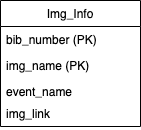 Img_Info
bib_number (PK)
img_name (PK)
event_name
img_link